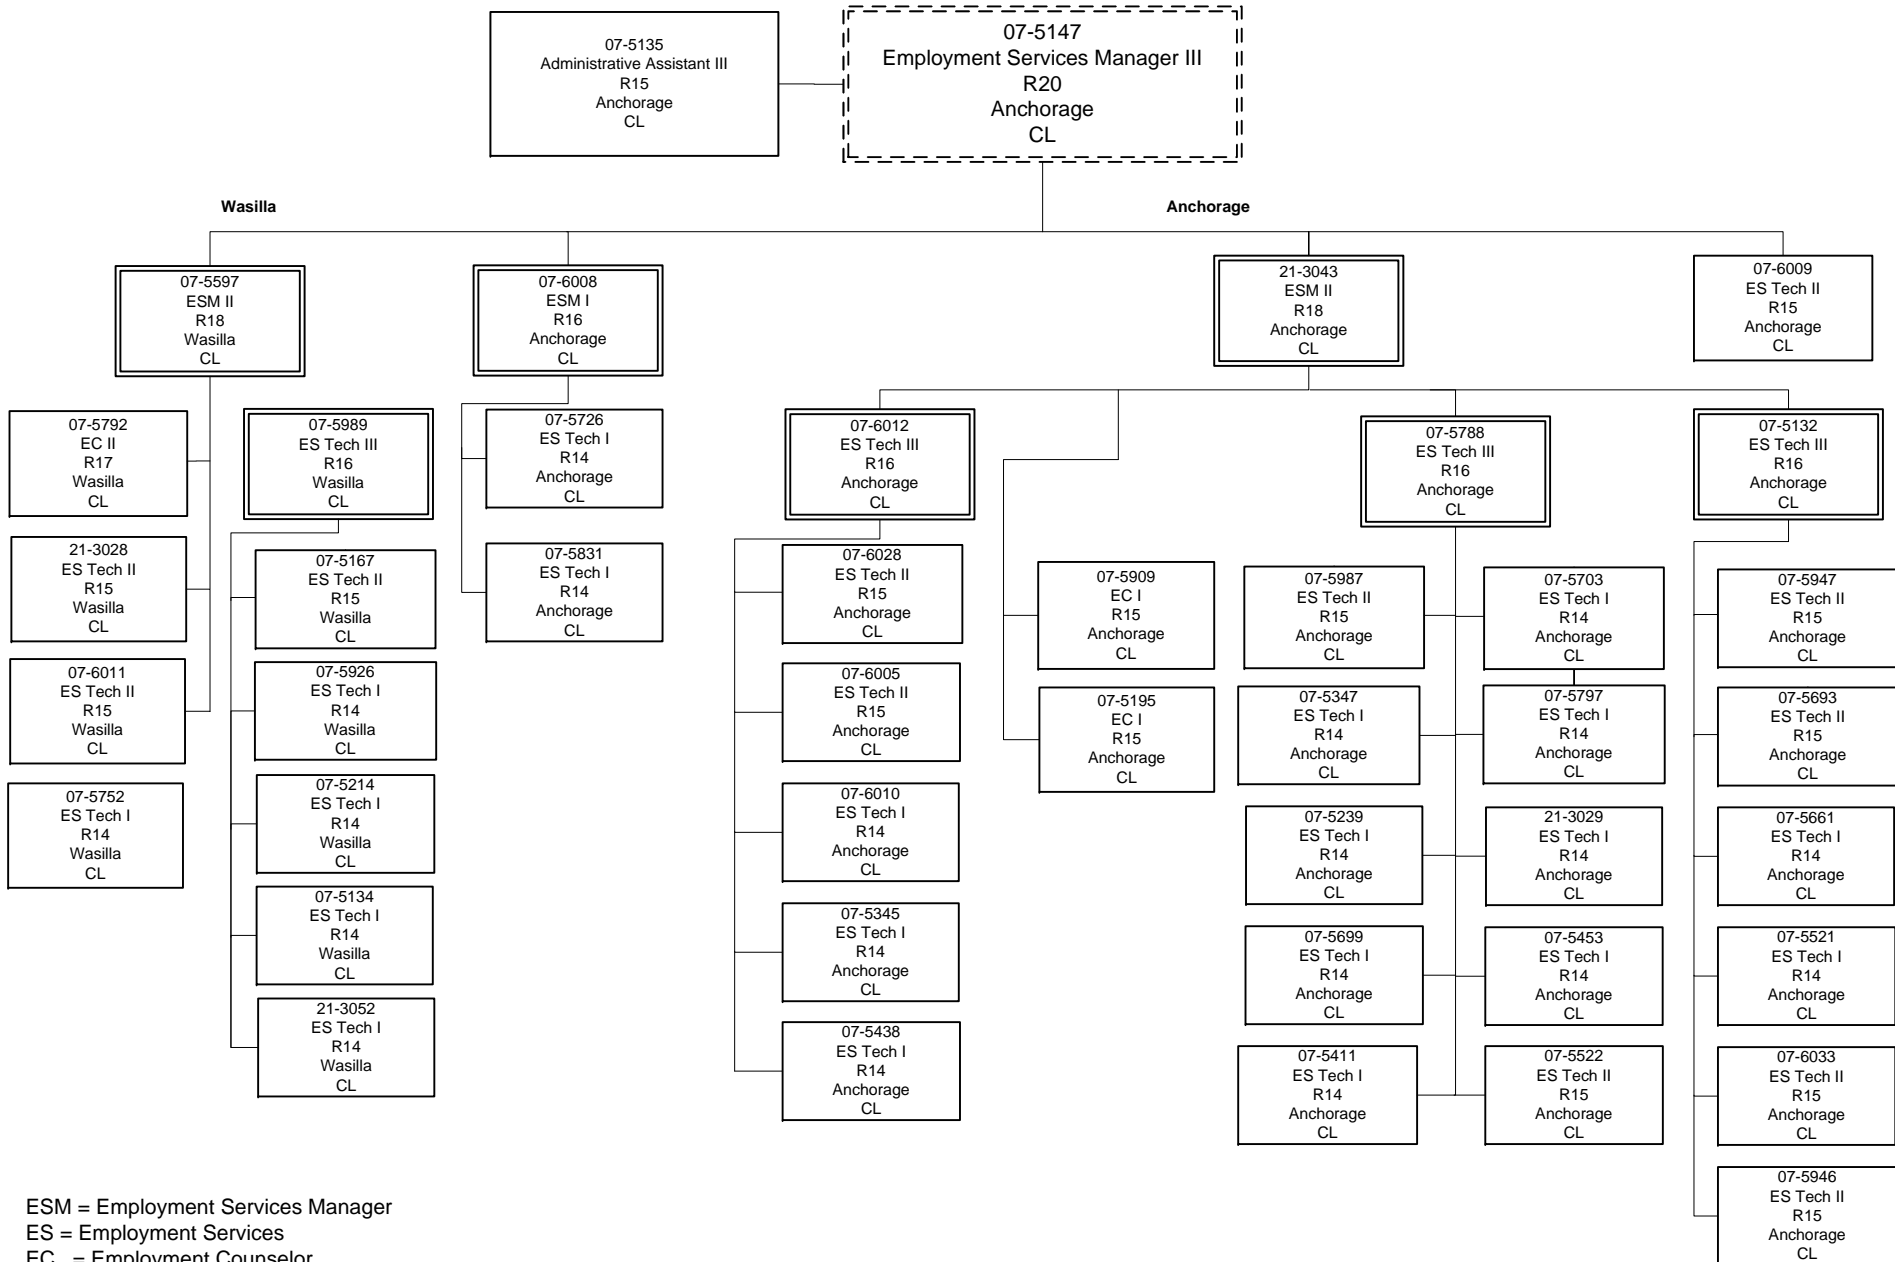 07-5135
Administrative Assistant III
R15
Anchorage
CL
07-5147
Employment Services Manager III
R20
Anchorage
CL
Wasilla
Anchorage
07-5597
ESM II
R18
Wasilla
CL
07-6008
ESM I
R16
Anchorage
CL
21-3043
ESM II
R18
Anchorage
CL
07-6009
ES Tech II
R15
Anchorage
CL
07-5792
EC II
R17
Wasilla
CL
21-3028
ES Tech II
R15
Wasilla
CL
07-6011
ES Tech II
R15
Wasilla
CL
07-5752
ES Tech I
R14
Wasilla
CL
07-5989
ES Tech III
R16
Wasilla
CL
07-5167
ES Tech II
R15
Wasilla
CL
07-5926
ES Tech I
R14
Wasilla
CL
07-5214
ES Tech I
R14
Wasilla
CL
07-5134
ES Tech I
R14
Wasilla
CL
21-3052
ES Tech I
R14
Wasilla
CL
07-5726
ES Tech I
R14
Anchorage
CL
07-5831
ES Tech I
R14
Anchorage
CL
07-6012
ES Tech III
R16
Anchorage
CL
07-6028
ES Tech II
R15
Anchorage
CL
07-6005
ES Tech II
R15
Anchorage
CL
07-6010
ES Tech I
R14
Anchorage
CL
07-5345
ES Tech I
R14
Anchorage
CL
07-5438
ES Tech I
R14
Anchorage
CL
07-5909
EC I
R15
Anchorage
CL
07-5195
EC I
R15
Anchorage
CL
07-5788
ES Tech III
R16
Anchorage
CL
07-5987
ES Tech II
R15
Anchorage
CL
07-5347
ES Tech I
R14
Anchorage
CL
07-5239
ES Tech I
R14
Anchorage
CL
07-5699
ES Tech I
R14
Anchorage
CL
07-5411
ES Tech I
R14
Anchorage
CL
07-5703
ES Tech I
R14
Anchorage
CL
07-5797
ES Tech I
R14
Anchorage
CL
21-3029
ES Tech I
R14
Anchorage
CL
07-5453
ES Tech I
R14
Anchorage
CL
07-5522
ES Tech II
R15
Anchorage
CL
07-5132
ES Tech III
R16
Anchorage
CL
07-5947
ES Tech II
R15
Anchorage
CL
07-5693
ES Tech II
R15
Anchorage
CL
07-5661
ES Tech I
R14
Anchorage
CL
07-5521
ES Tech I
R14
Anchorage
CL
07-6033
ES Tech II
R15
Anchorage
CL
07-5946
ES Tech II
R15
Anchorage
CL
ESM = Employment Services Manager
ES = Employment Services
EC = Employment Counselor